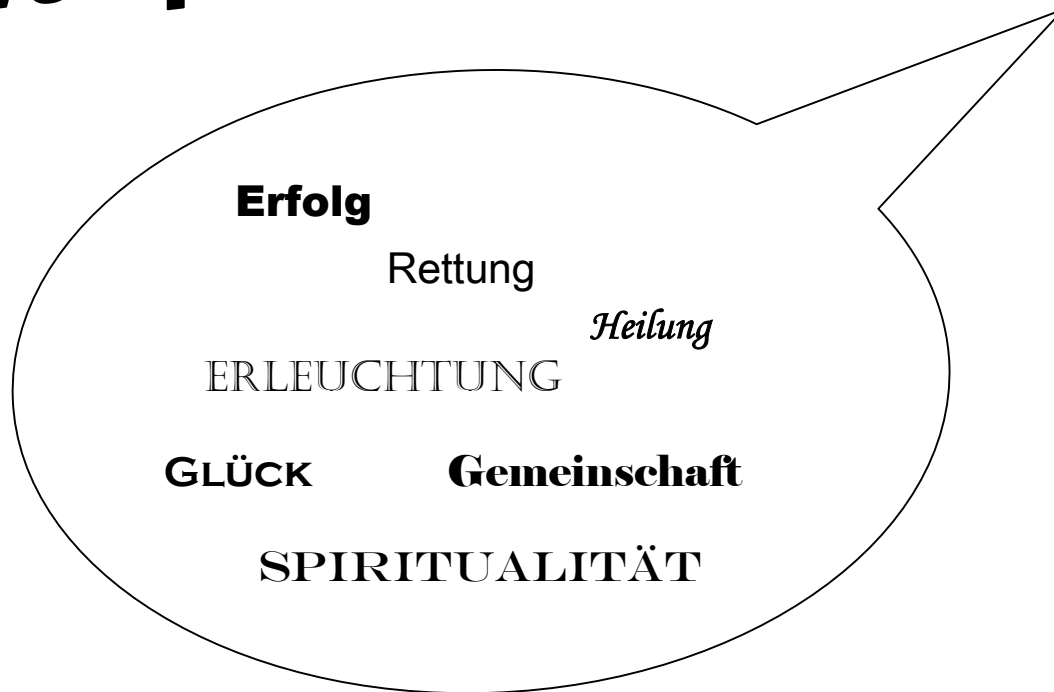 Erfolg
Rettung
Heilung
ERLEUCHTUNG
GLÜCK Gemeinschaft
SPIRITUALITÄT